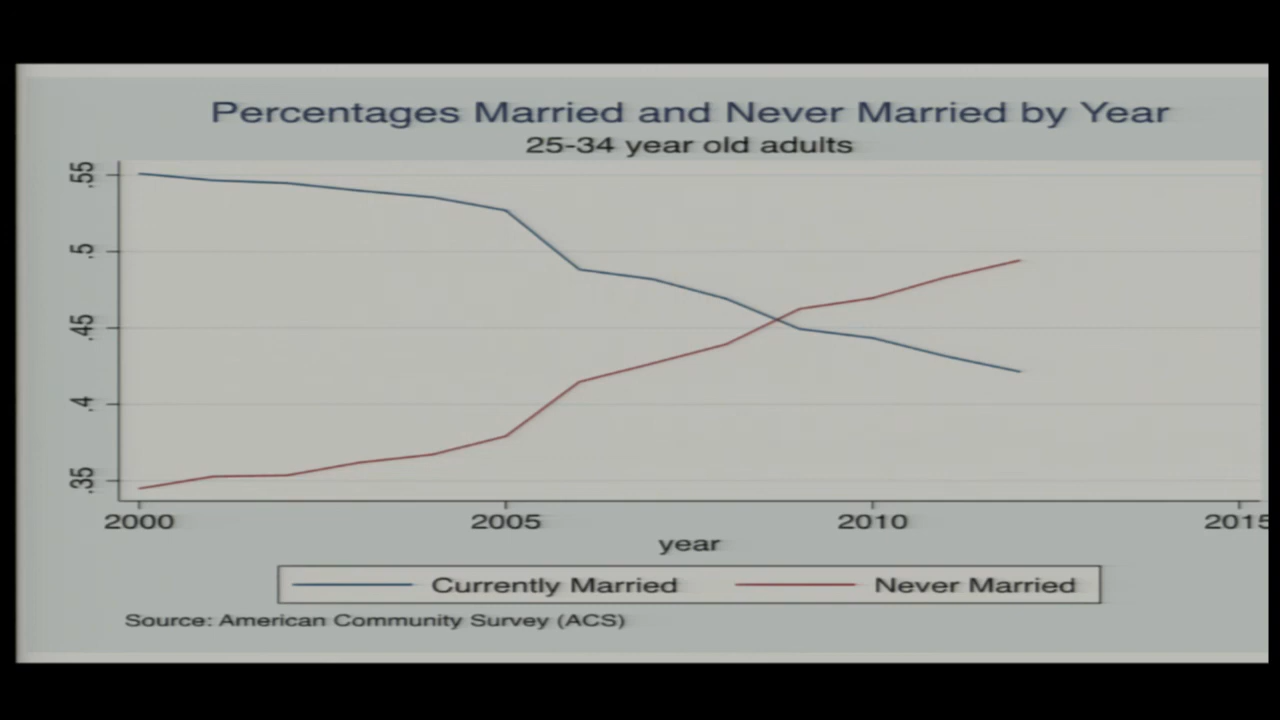 Percentages Married and Never Married by Year
25-34 year old adults
.55
.5
.45
.4
.35
2000 2005 2010 2015
year
Currently Married Never Married
Source: American Community Survey (ACS)